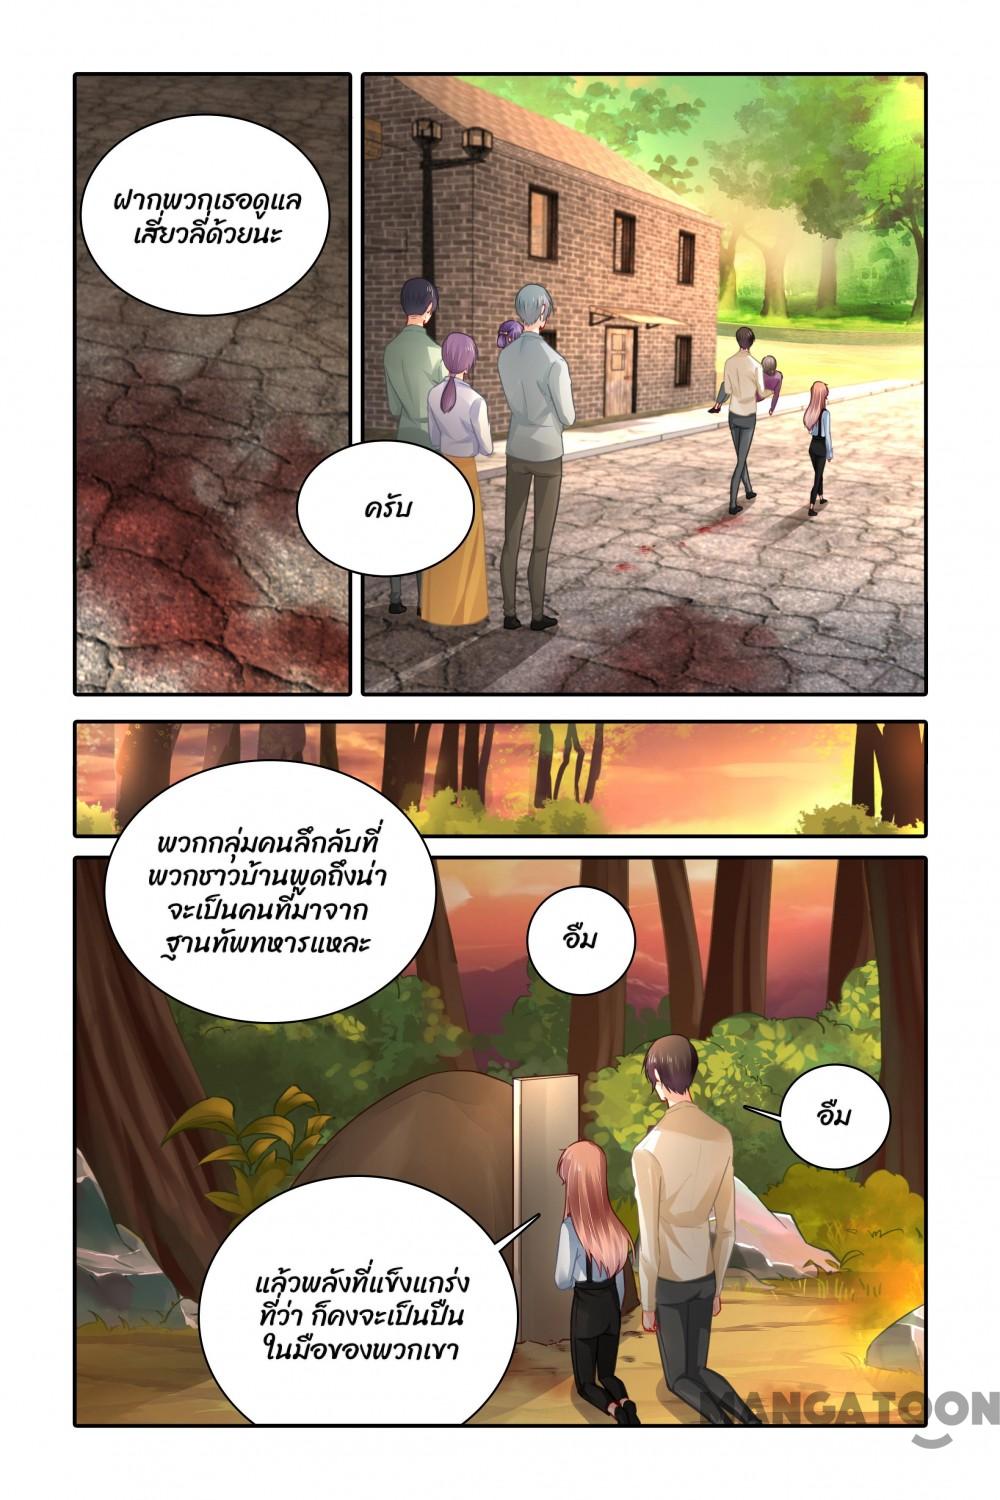 ฝากพวกเธอดูแล
เสี่ยวลี่ด้วยนะ
ครับ
พวกกลุ่มคนลึกลับที่
พวกชาวบ้านพูดถึงน่า
จะเป็นคนที่มาจาก
ฐานทัพทหารแหละ
อืม
อืม
แล้วพลังที่แข็งแกร่ง
ที่ว่า ก็คงจะเป็นปืน
ในมือของพวกเขา
MANGATOON